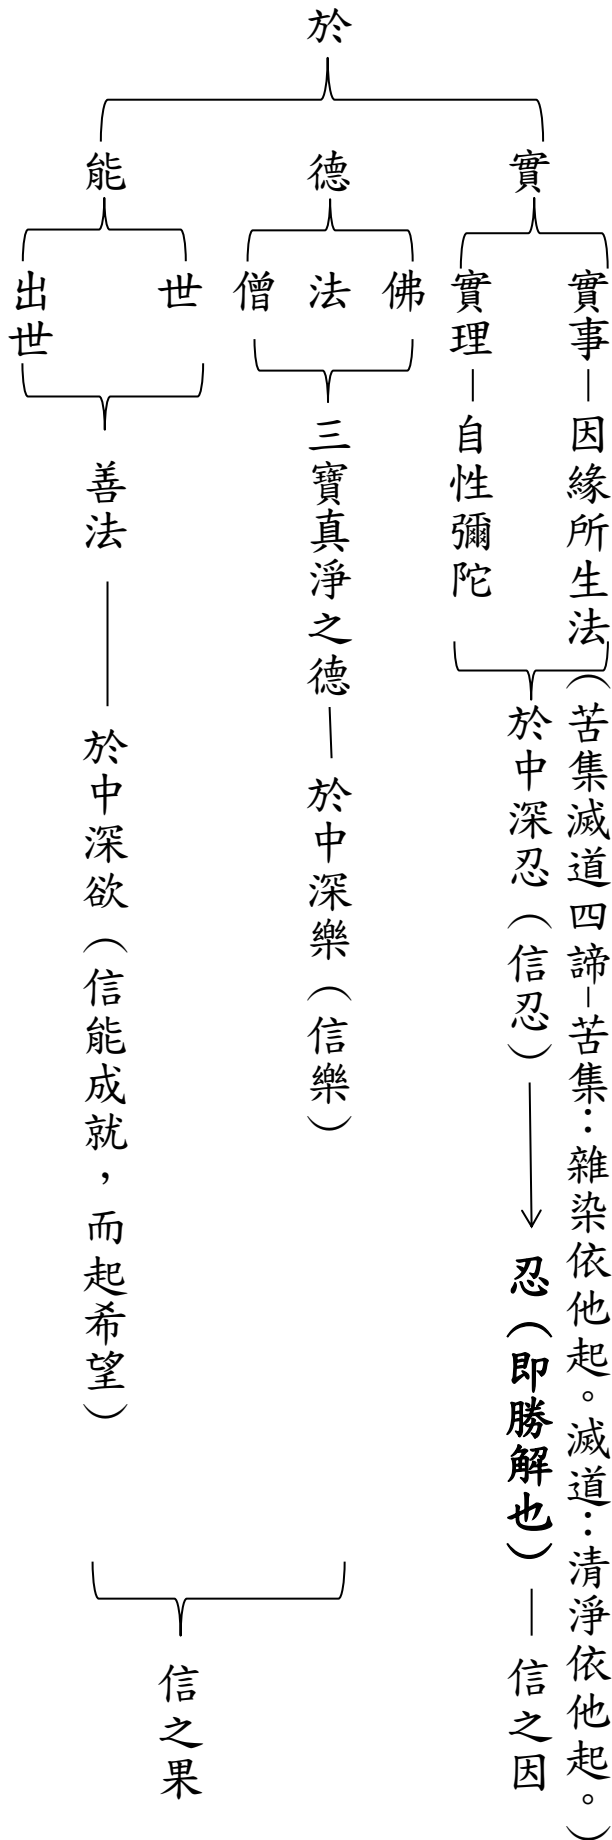 於
實
德
能
實事—因緣所生法（苦集滅道四諦—苦集：雜染依他起。滅道：清淨依他起。）
實理—自性彌陀
於中深忍（信忍）→忍（即勝解也）—信之因
佛
法
僧
三寶真淨之德—於中深樂（信樂）
世
出世
善法—於中深欲（信能成就，而起希望）
信之果